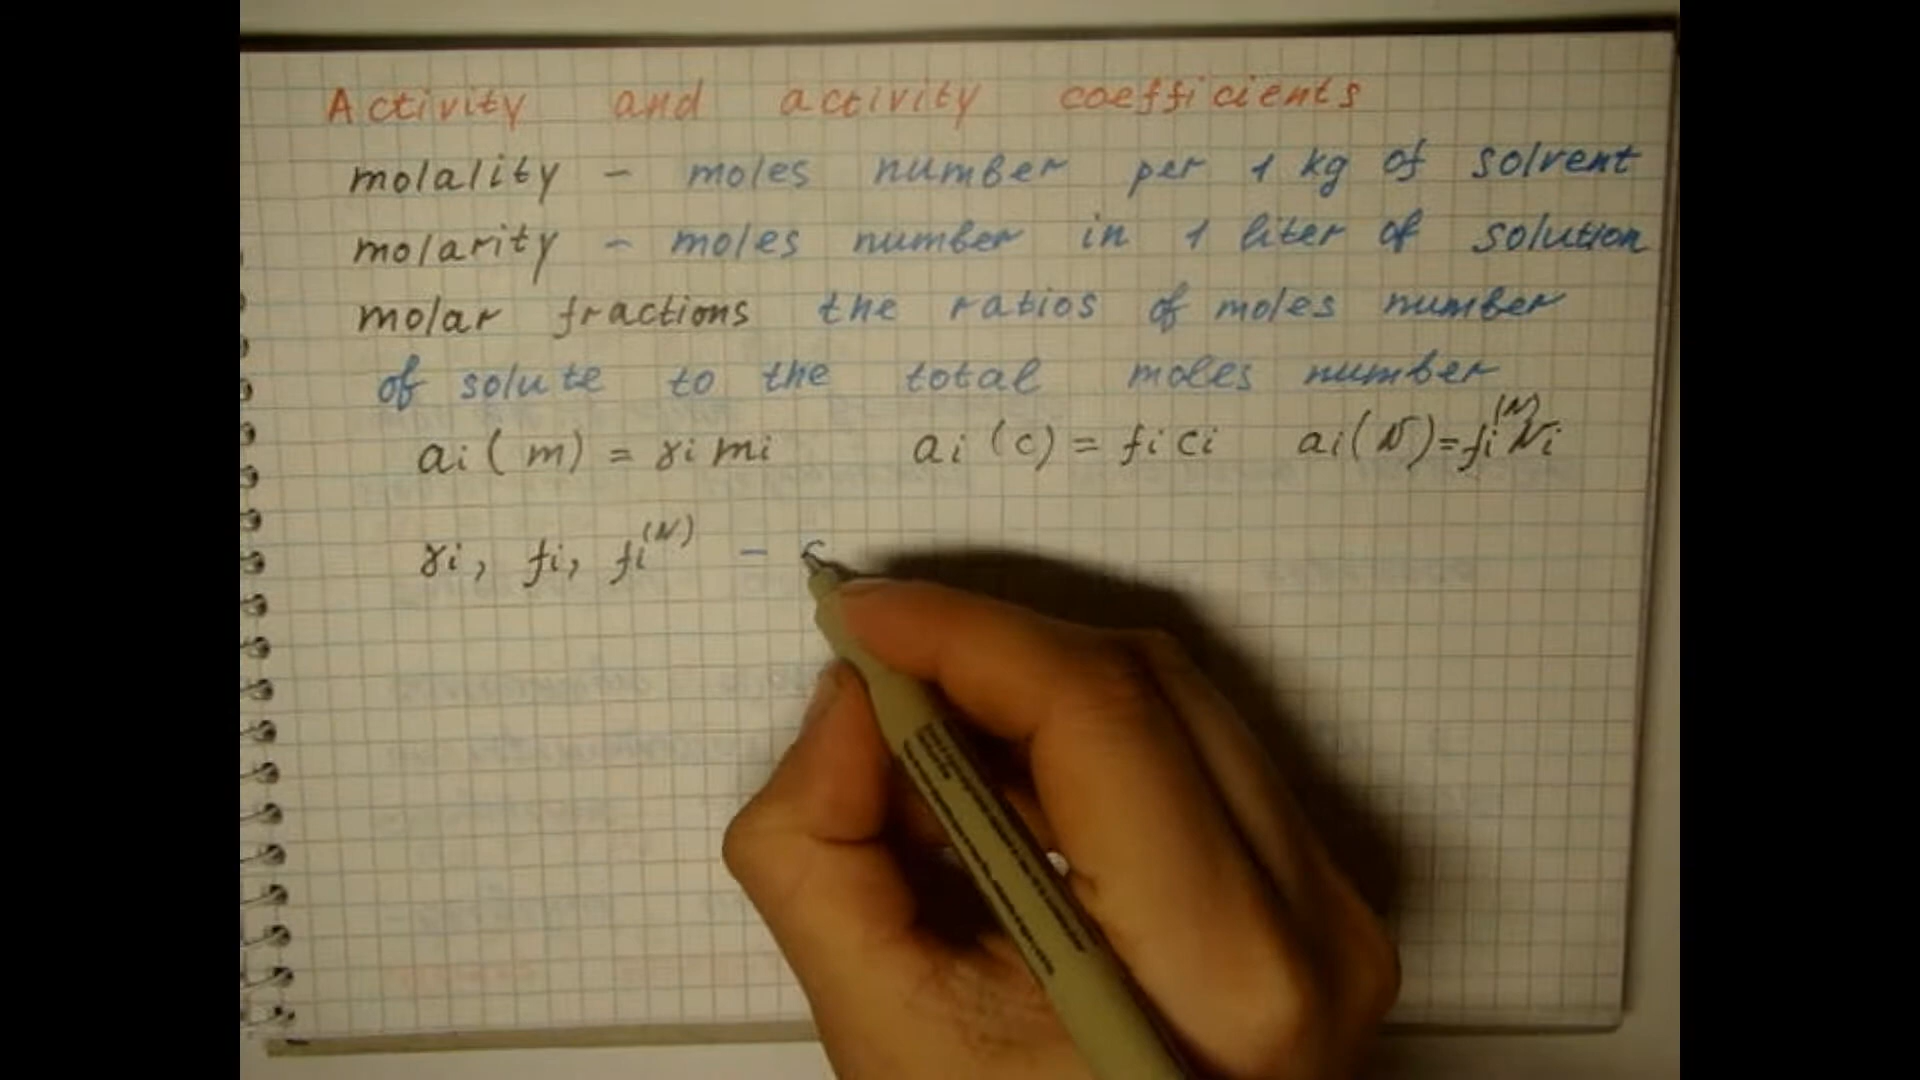 Activity and activity coefficients
molality – moles number per 1 kg of solvent
molarity – moles number in 1 liter of solution
molar fractions the ratios of moles number
of solute to the total moles number
ai(m) = γi mi ai(c) = fi ci ai(N) = fi^(N) Ni
γi, fi, fi^(N) –